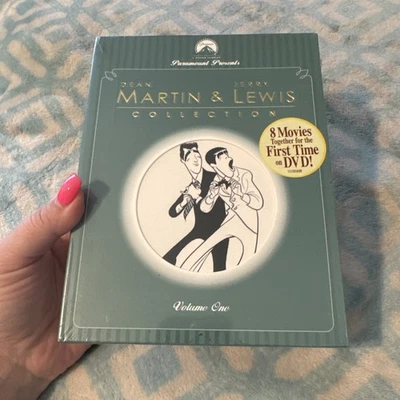 Paramount Presents
DEAN JERRY
MARTIN & LEWIS
COLLECTION
8 Movies
Together for the
First Time
on DVD!
Volume One